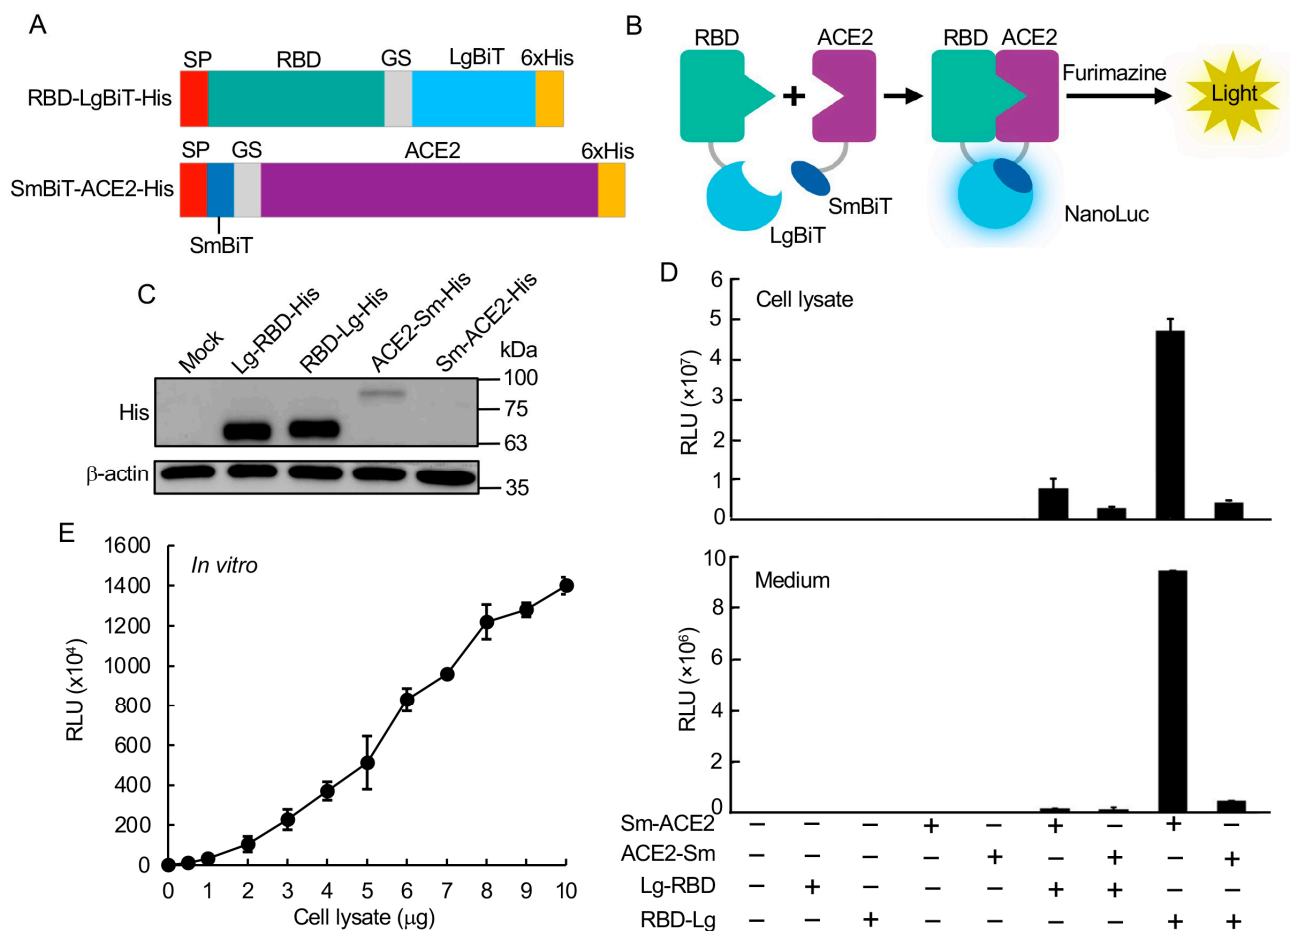 A
SP RBD GS LgBiT 6xHis
RBD-LgBiT-His
SP GS ACE2 6xHis
SmBiT-ACE2-His
SmBiT
B
RBD ACE2 RBD ACE2
+ Furimazine Light
SmBiT
LgBiT
NanoLuc
C
Mock Lg-RBD-His RBD-Lg-His ACE2-Sm-His Sm-ACE2-His
kDa
100
His 75
63
β-actin
35
D
Cell lysate
RLU (×10⁷)
6
5
4
3
2
1
0
Medium
RLU (×10⁶)
10
8
6
4
2
0
Sm-ACE2 – – – + – + – + –
ACE2-Sm – – – – + – + – +
Lg-RBD – + – – – + + – –
RBD-Lg – – + – – – – + +
E
In vitro
RLU (x10⁴)
1600
1400
1200
1000
800
600
400
200
0
0 1 2 3 4 5 6 7 8 9 10
Cell lysate (μg)